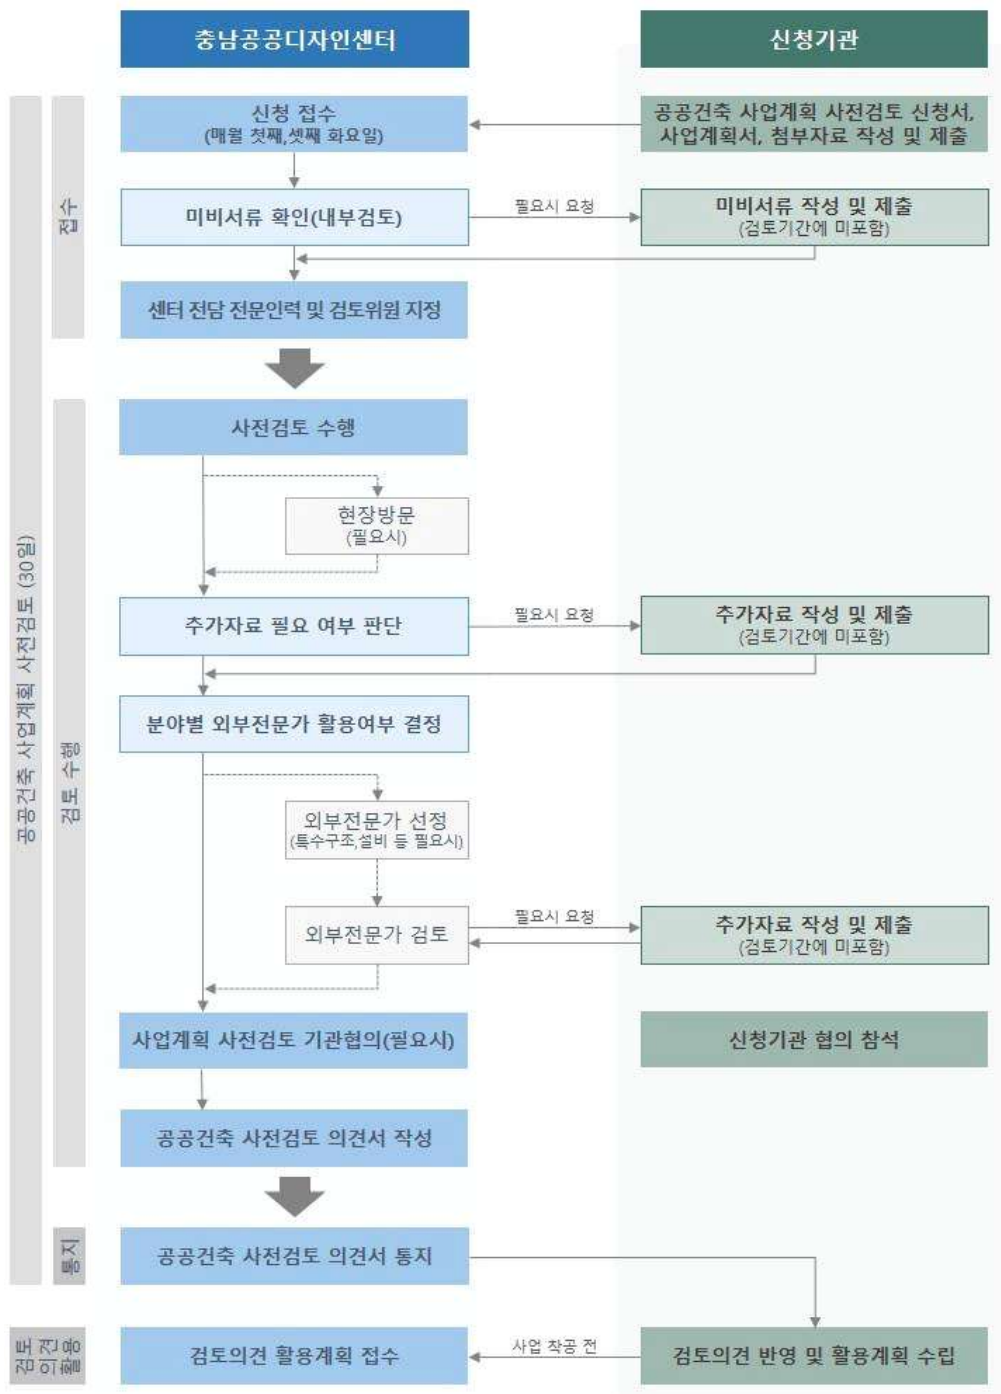 충남공공디자인센터
신청기관
공공건축 사업계획 사전검토 (30일)
접수
신청 접수
(매월 첫째,셋째 화요일)
공공건축 사업계획 사전검토 신청서,
사업계획서, 첨부자료 작성 및 제출
미비서류 확인(내부검토)
필요시 요청
미비서류 작성 및 제출
(검토기간에 미포함)
센터 전담 전문인력 및 검토위원 지정
검토 수행
사전검토 수행
현장방문
(필요시)
추가자료 필요 여부 판단
필요시 요청
추가자료 작성 및 제출
(검토기간에 미포함)
분야별 외부전문가 활용여부 결정
외부전문가 선정
(특수구조,설비 등 필요시)
외부전문가 검토
필요시 요청
추가자료 작성 및 제출
(검토기간에 미포함)
사업계획 사전검토 기관협의(필요시)
신청기관 협의 참석
공공건축 사전검토 의견서 작성
통지
공공건축 사전검토 의견서 통지
검토
의견
활용
검토의견 활용계획 접수
사업 착공 전
검토의견 반영 및 활용계획 수립